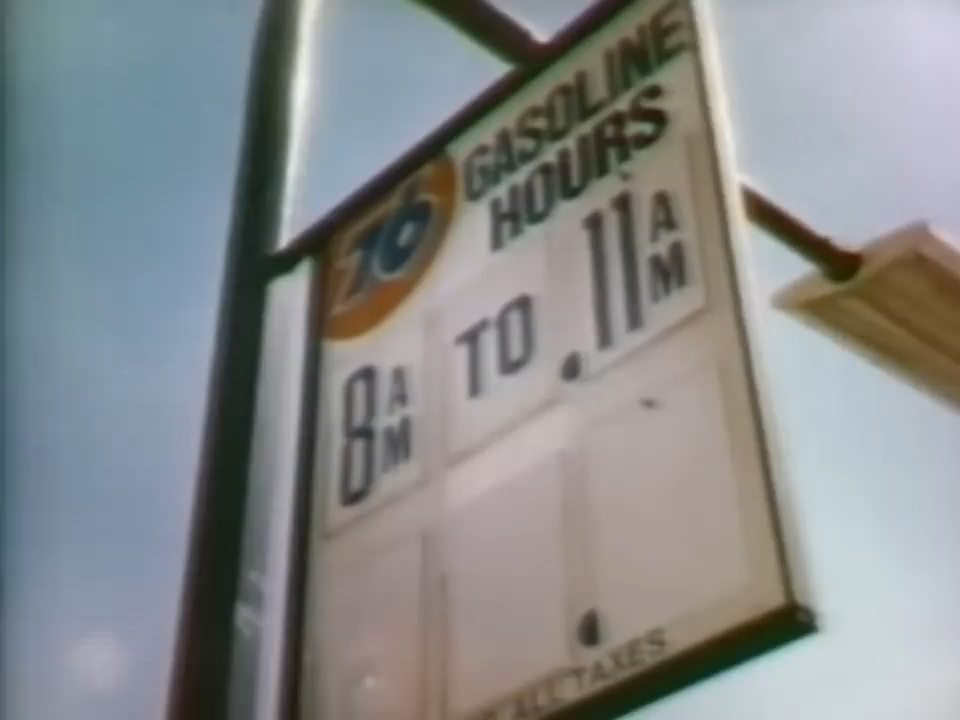 GASOLINE
HOURS
76
8 AM TO 11 AM
ALL TAXES